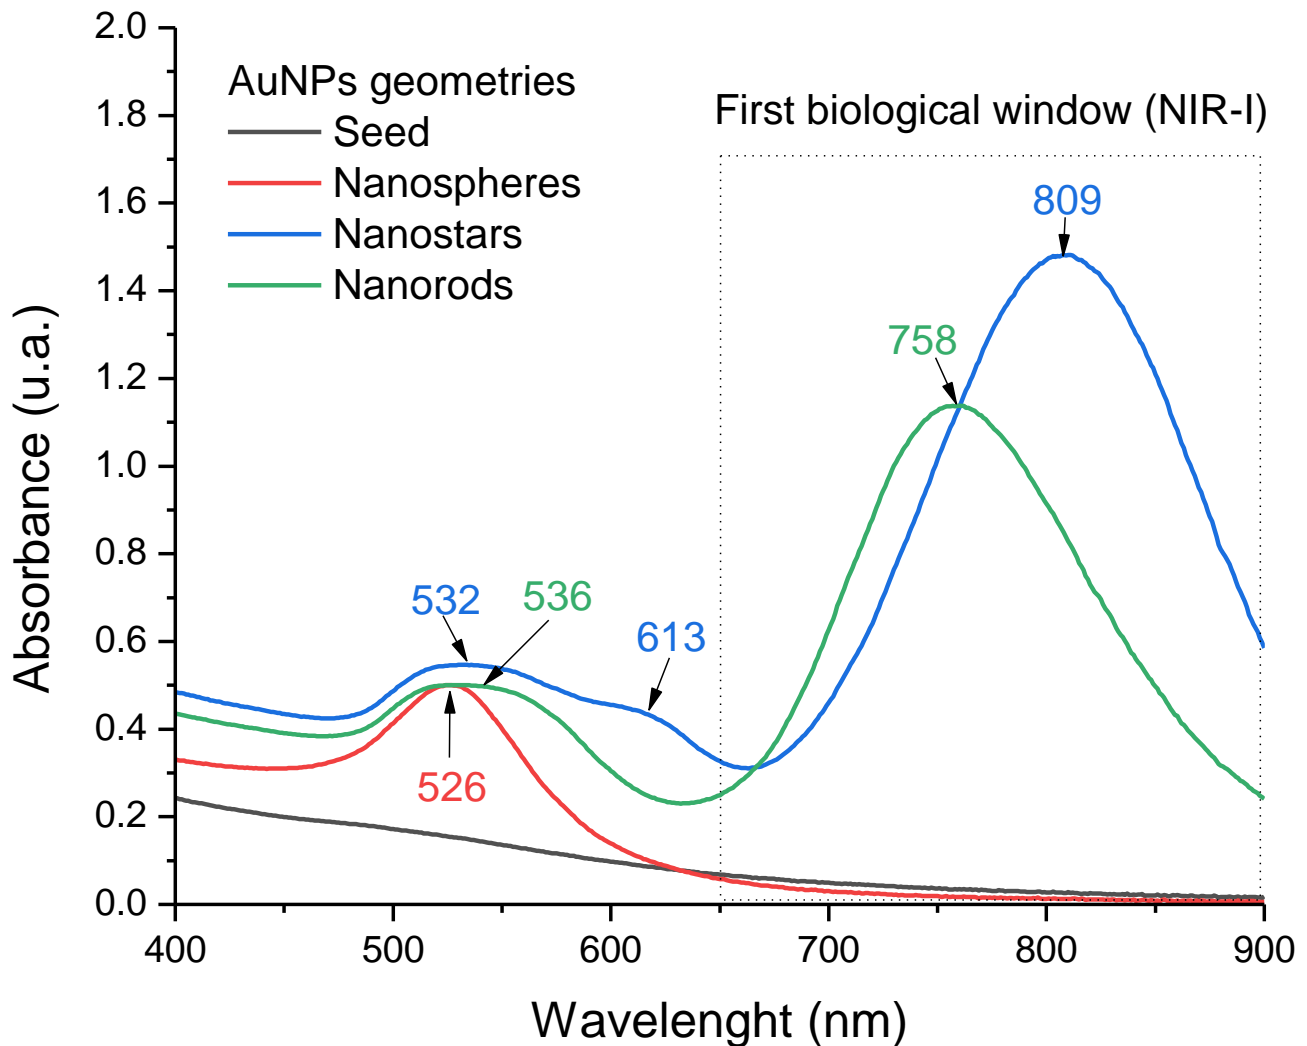 AuNPs geometries
Seed
Nanospheres
Nanostars
Nanorods
First biological window (NIR-I)
809
758
532
536
613
526
Absorbance (u.a.)
2.0
1.8
1.6
1.4
1.2
1.0
0.8
0.6
0.4
0.2
0.0
400 500 600 700 800 900
Wavelenght (nm)